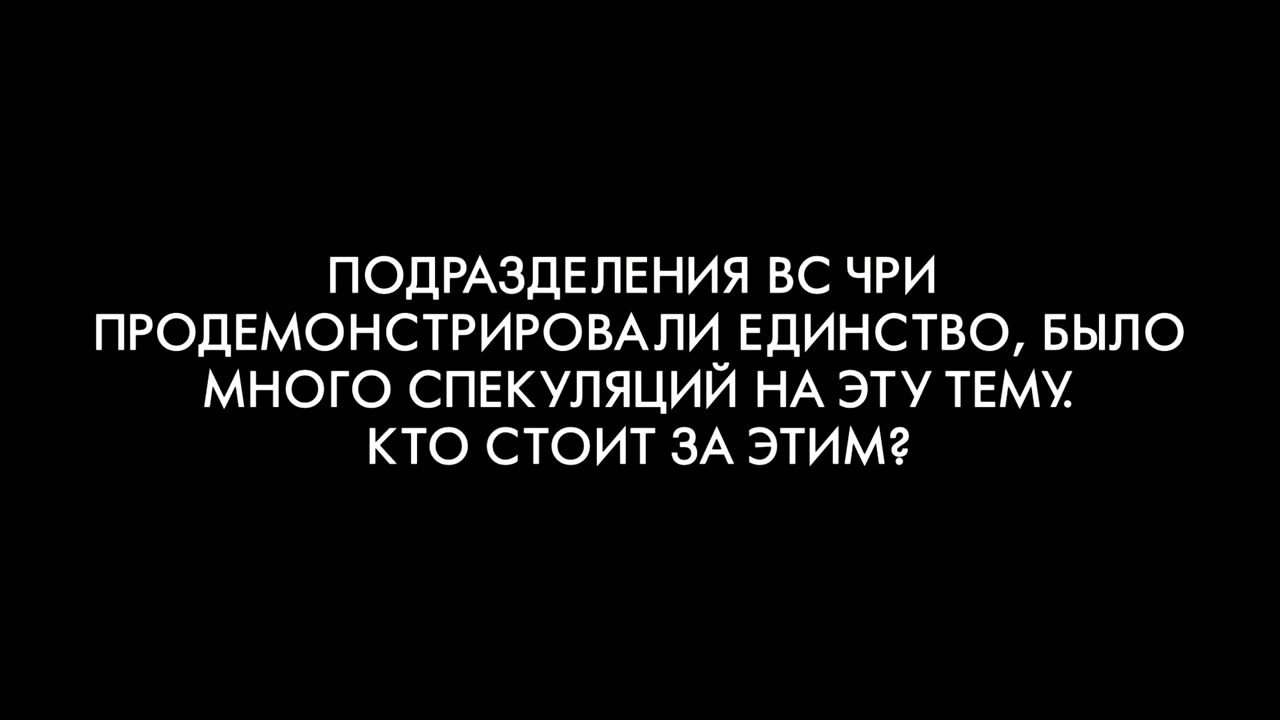 ПОДРАЗДЕЛЕНИЯ ВС ЧРИ
ПРОДЕМОНСТРИРОВАЛИ ЕДИНСТВО, БЫЛО
МНОГО СПЕКУЛЯЦИЙ НА ЭТУ ТЕМУ.
КТО СТОИТ ЗА ЭТИМ?